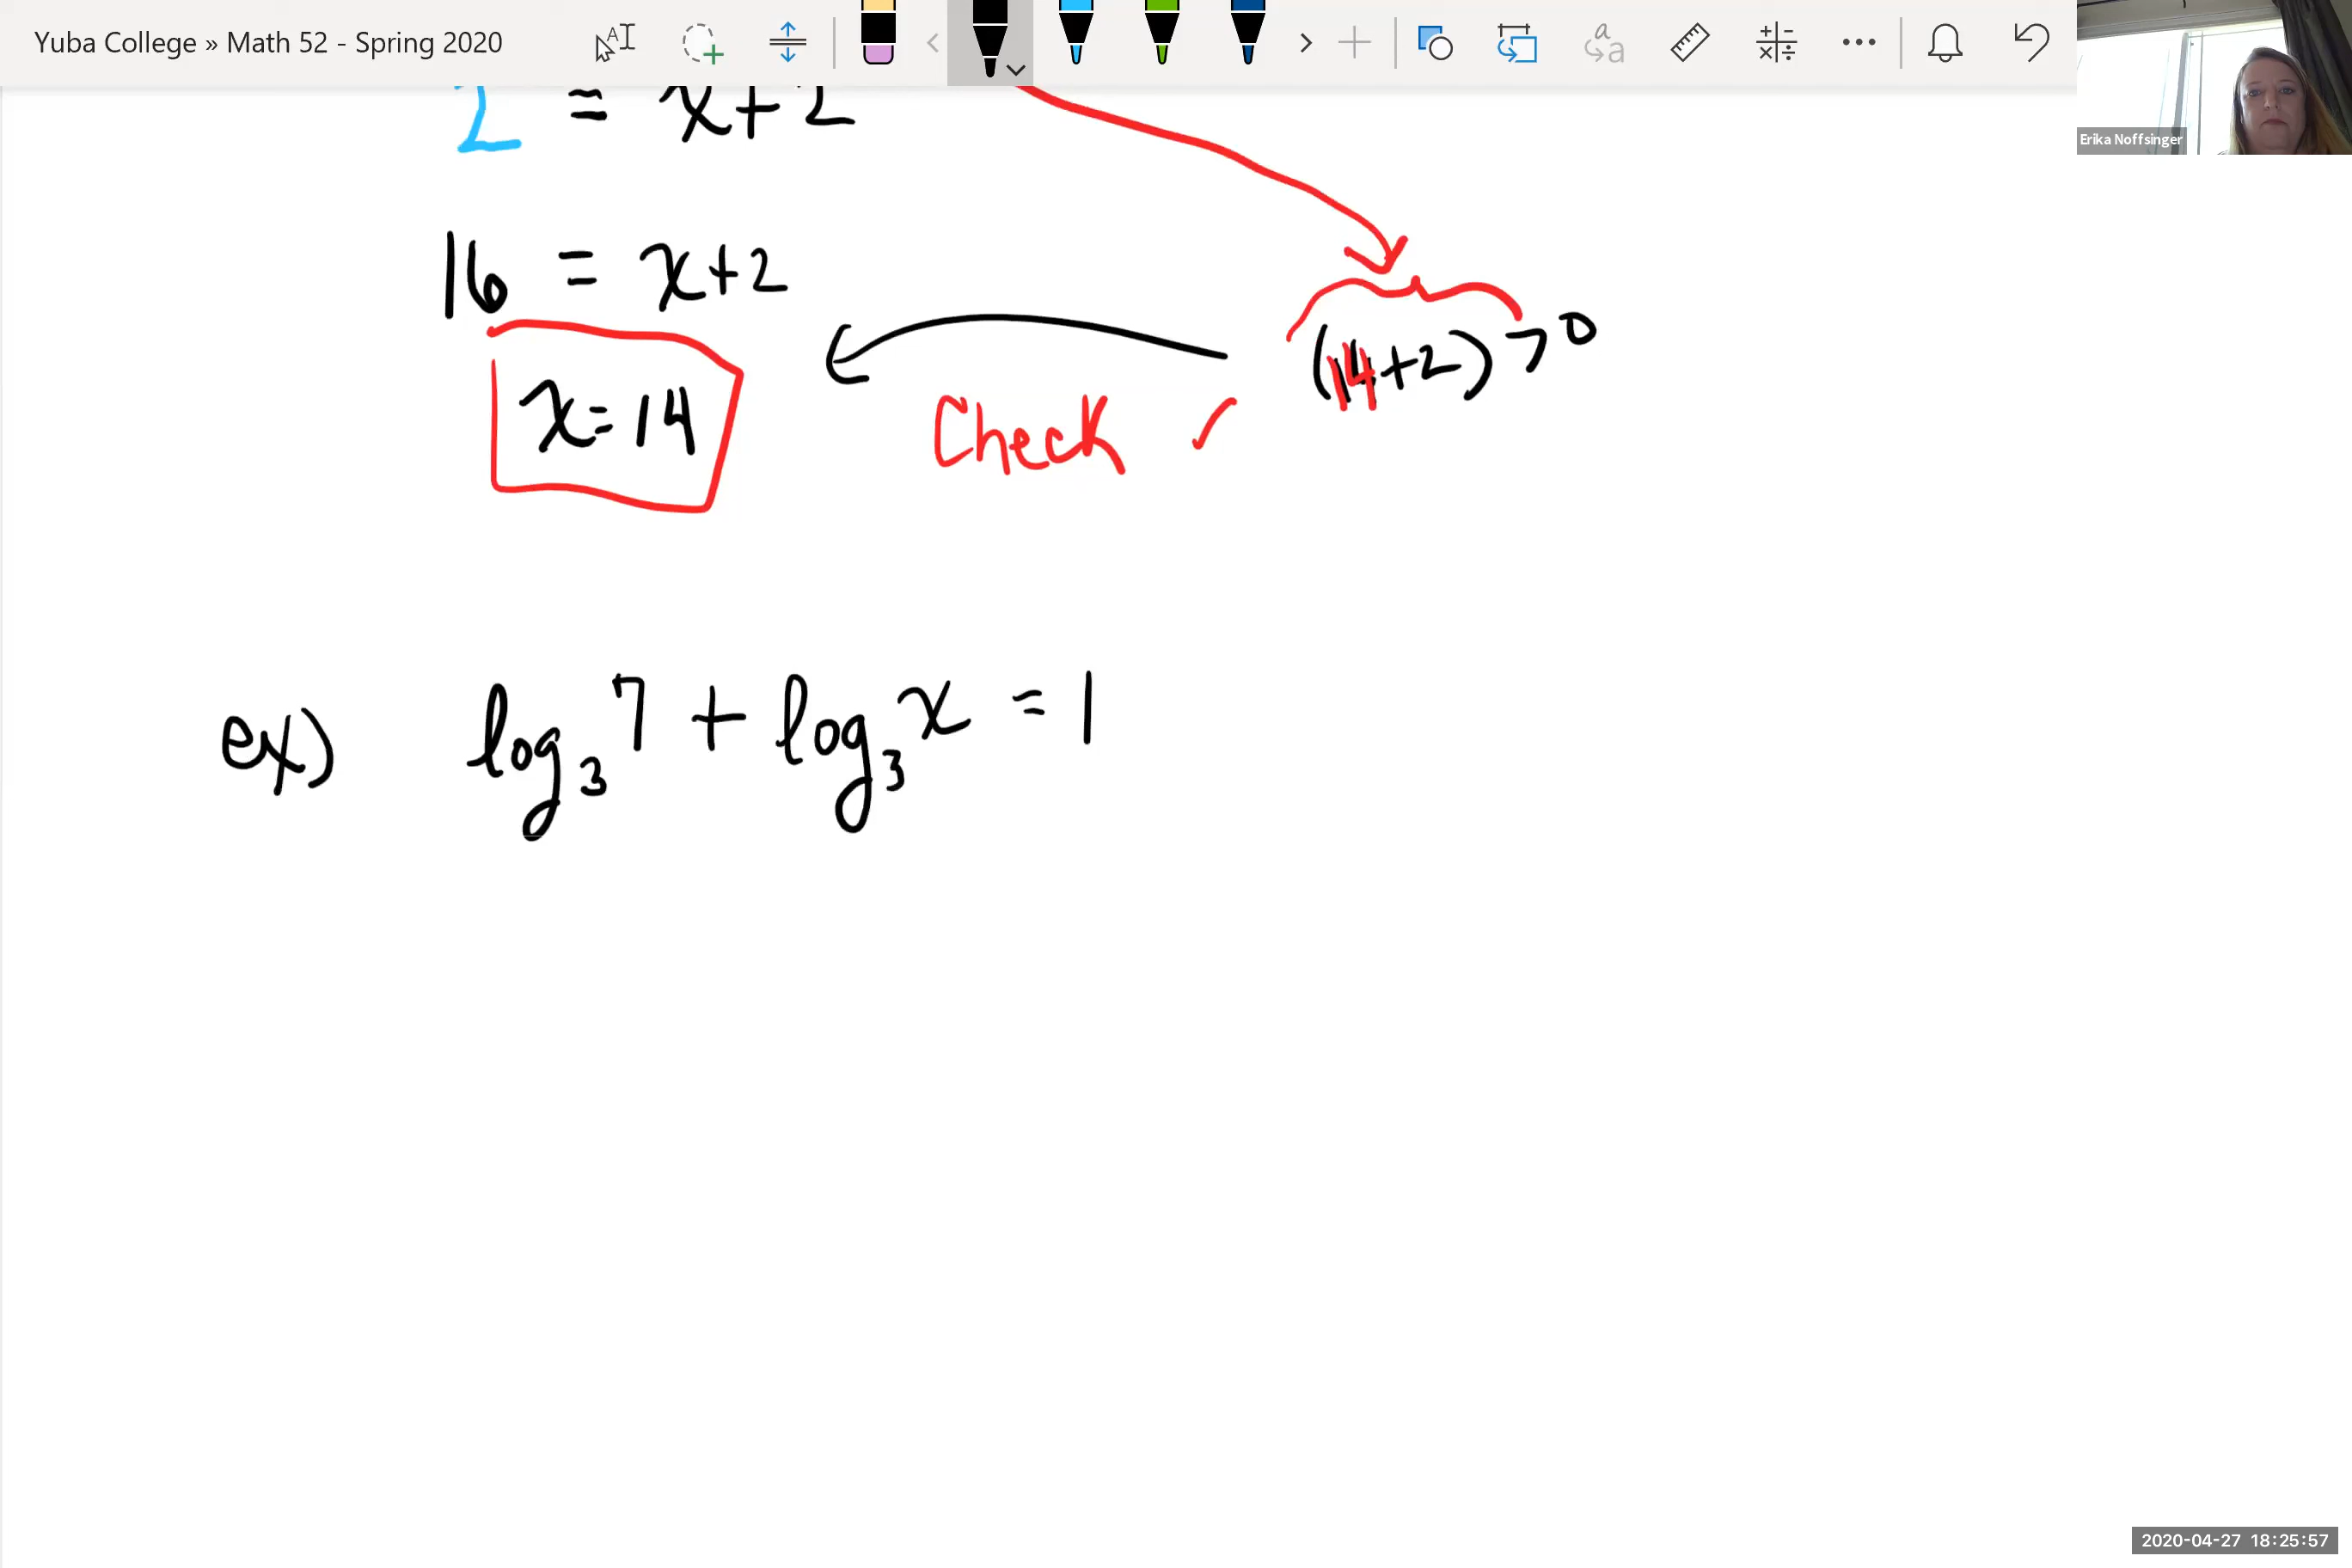 Yuba College » Math 52 - Spring 2020
Erika Noffsinger
= x+2
16 = x+2
(14+2) >0
x=14
Check ✓
ex) log₃7 + log₃x = 1
2020-04-27 18:25:57